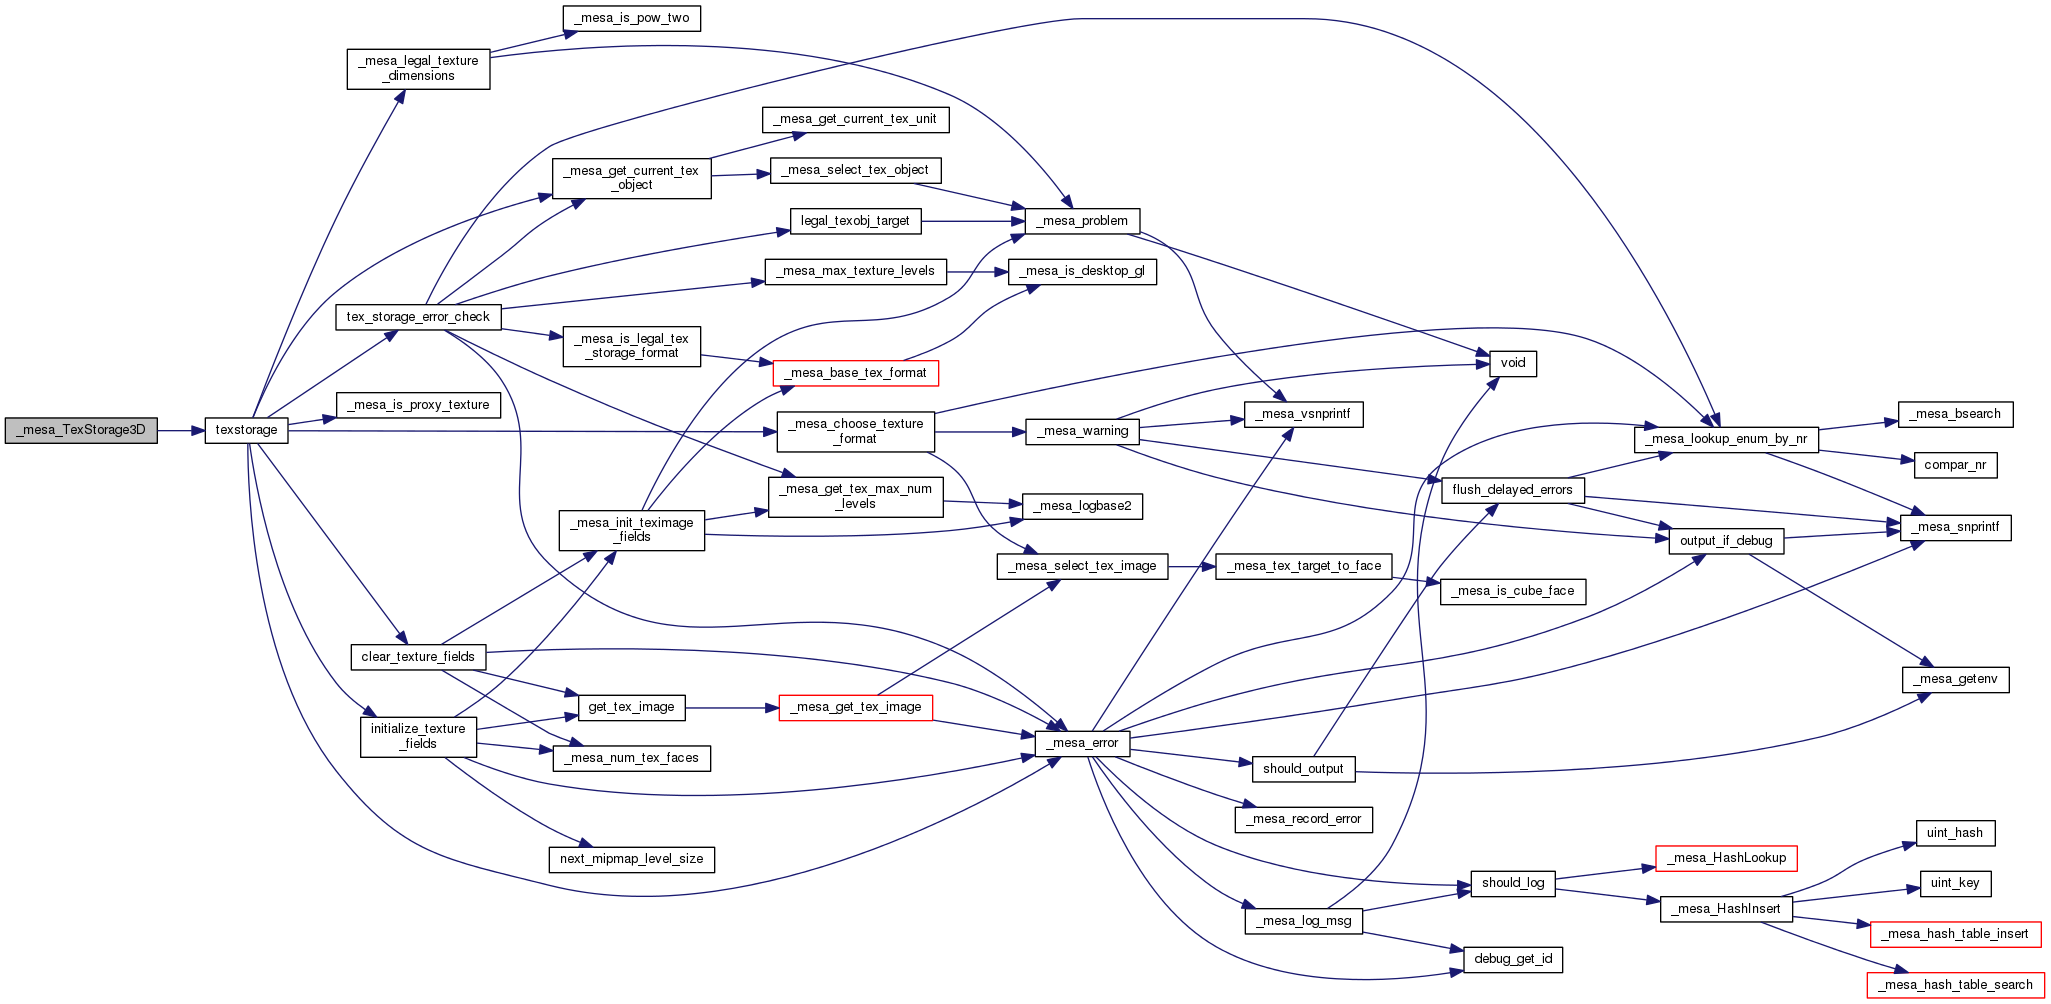 _mesa_TexStorage3D
texstorage
_mesa_legal_texture
_dimensions
tex_storage_error_check
_mesa_is_proxy_texture
clear_texture_fields
initialize_texture
_fields
_mesa_is_pow_two
_mesa_get_current_tex
_object
_mesa_is_legal_tex
_storage_format
_mesa_init_teximage
_fields
get_tex_image
_mesa_num_tex_faces
next_mipmap_level_size
_mesa_get_current_tex_unit
_mesa_select_tex_object
legal_texobj_target
_mesa_max_texture_levels
_mesa_base_tex_format
_mesa_choose_texture
_format
_mesa_get_tex_max_num
_levels
_mesa_get_tex_image
_mesa_problem
_mesa_is_desktop_gl
_mesa_warning
_mesa_logbase2
_mesa_select_tex_image
_mesa_error
_mesa_vsnprintf
_mesa_tex_target_to_face
should_output
_mesa_record_error
_mesa_log_msg
void
flush_delayed_errors
_mesa_is_cube_face
should_log
debug_get_id
_mesa_lookup_enum_by_nr
output_if_debug
_mesa_HashLookup
_mesa_HashInsert
_mesa_bsearch
compar_nr
_mesa_snprintf
_mesa_getenv
uint_hash
uint_key
_mesa_hash_table_insert
_mesa_hash_table_search